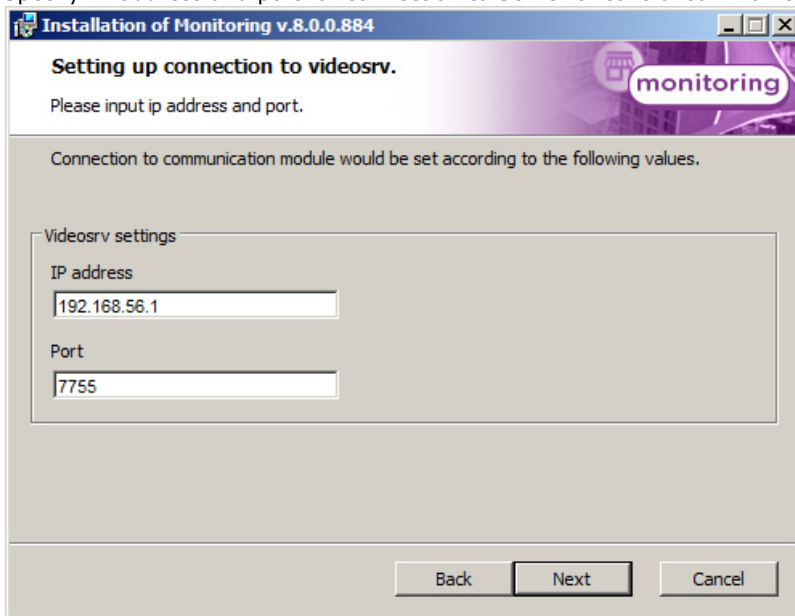 Installation of Monitoring v.8.0.0.884
Setting up connection to videosrv.
monitoring
Please input ip address and port.
Connection to communication module would be set according to the following values.
Videosrv settings
IP address
192.168.56.1
Port
7755
Back
Next
Cancel